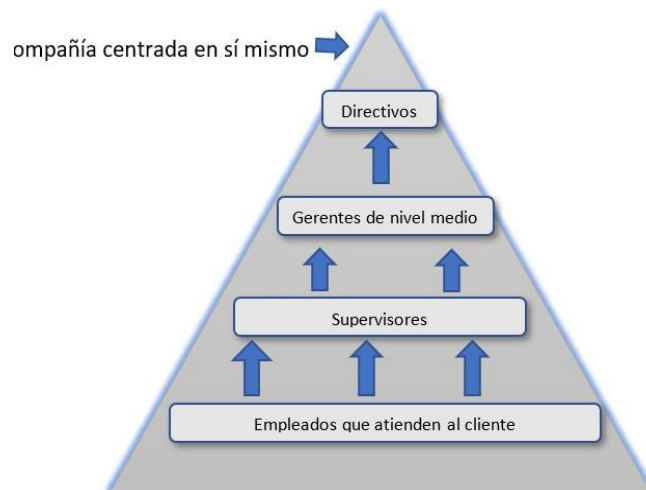 ompañía centrada en sí mismo
Directivos
Gerentes de nivel medio
Supervisores
Empleados que atienden al cliente